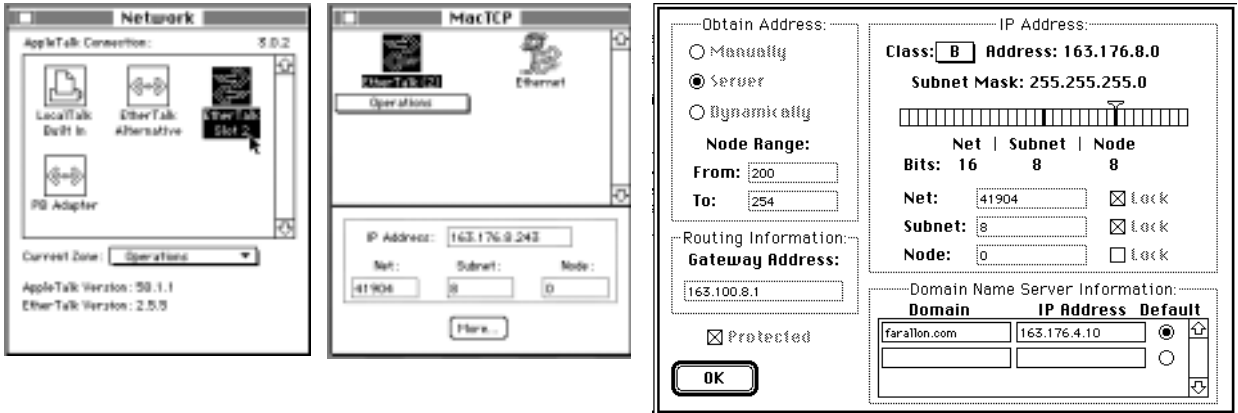 Network
AppleTalk Connection: 3.0.2
LocalTalk Built In
EtherTalk Alternative
EtherTalk Slot 2
PB Adapter
Current Zone: Operations
AppleTalk Version: 58.1.1
EtherTalk Version: 2.5.5
MacTCP
EtherTalk (2)
Ethernet
Operations
IP Address: 163.176.8.243
Net: Subnet: Node:
41904 8 0
More...
Obtain Address:
Manually
Server
Dynamically
Node Range:
From: 200
To: 254
Routing Information:
Gateway Address:
163.100.8.1
Protected
OK
IP Address:
Class: B Address: 163.176.8.0
Subnet Mask: 255.255.255.0
Net | Subnet | Node
Bits: 16 8 8
Net: 41904 Lock
Subnet: 8 Lock
Node: 0 Lock
Domain Name Server Information:
Domain IP Address Default
farallon.com 163.176.4.10